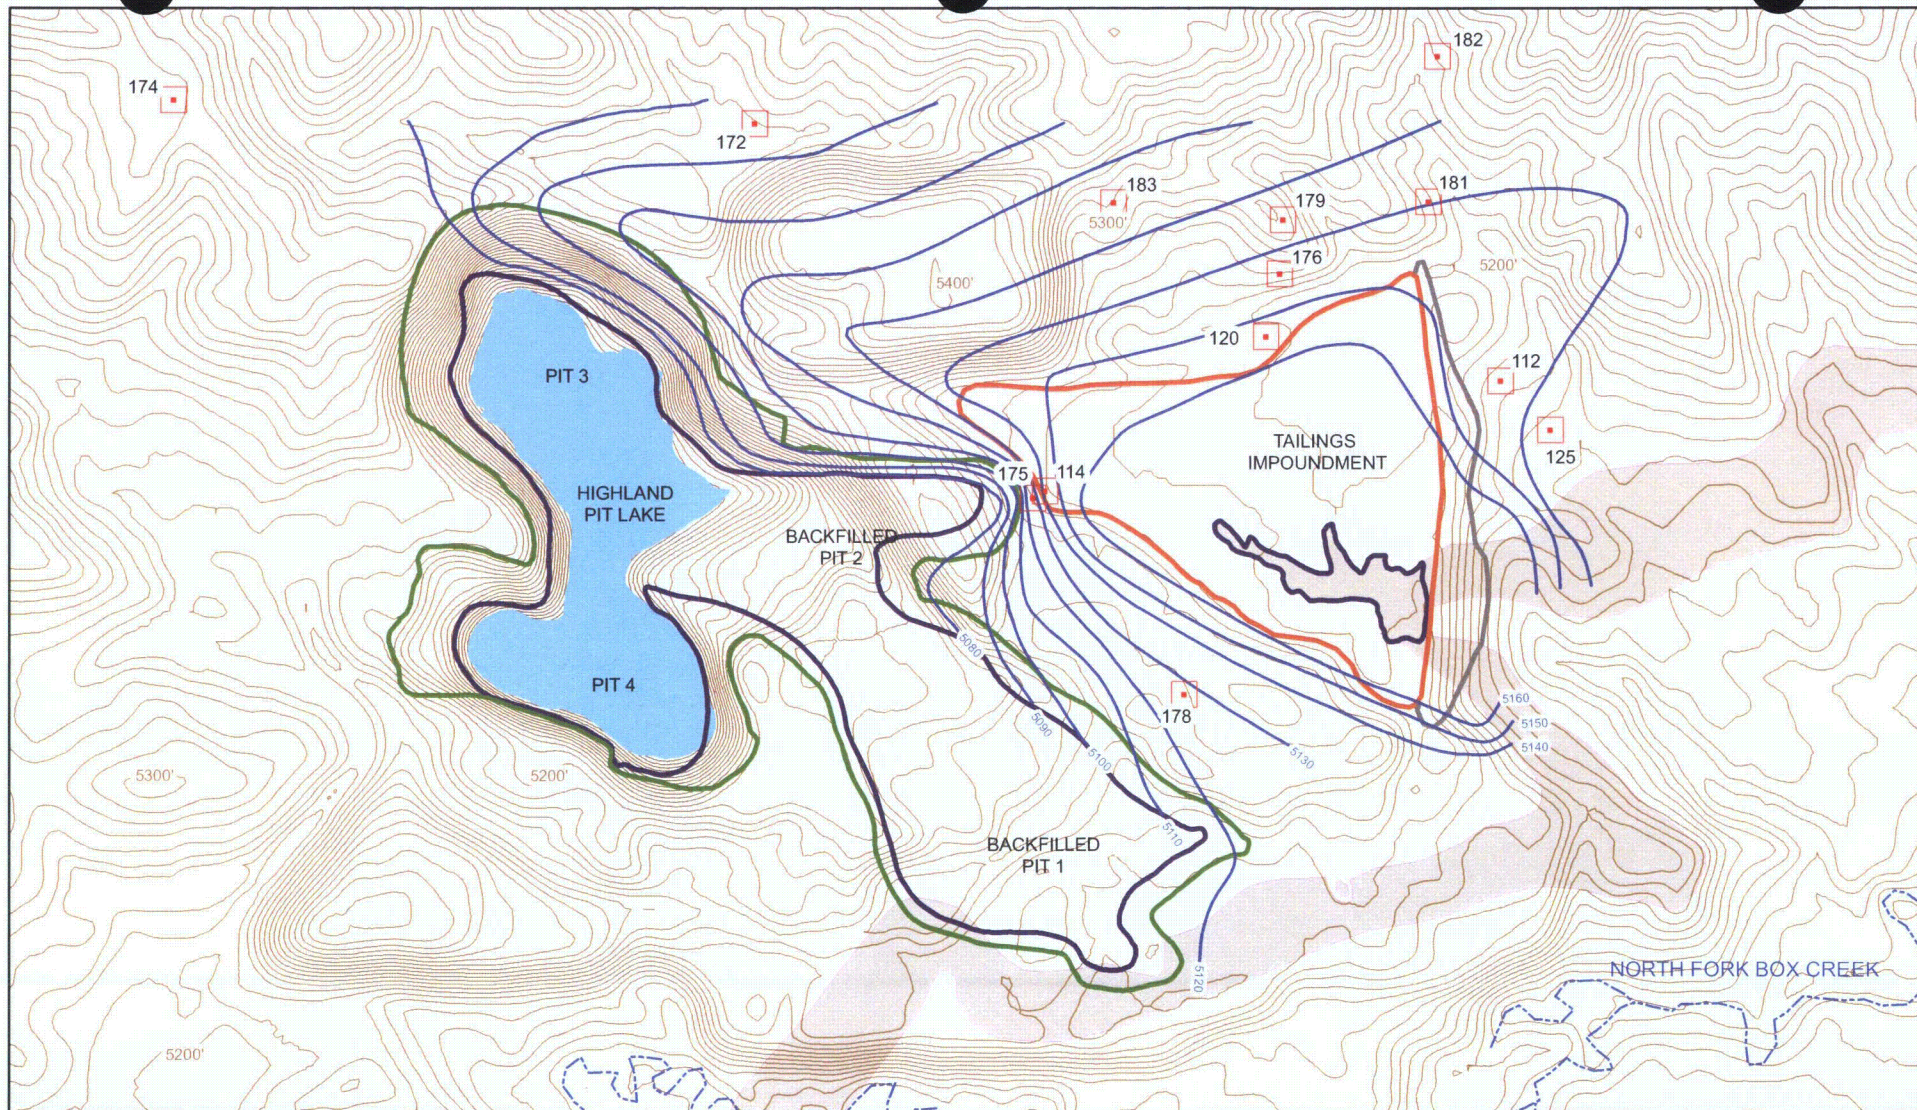 182
174
172
183
181
179
5300'
176
5200'
5400'
120
112
PIT 3
TAILINGS
IMPOUNDMENT
125
175
114
HIGHLAND
PIT LAKE
BACKFILLED
PIT 2
5080
PIT 4
178
5160
5150
5140
5090
5100
5130
5300'
5200'
5110
BACKFILLED
PIT 1
5120
NORTH FORK BOX CREEK
5200'